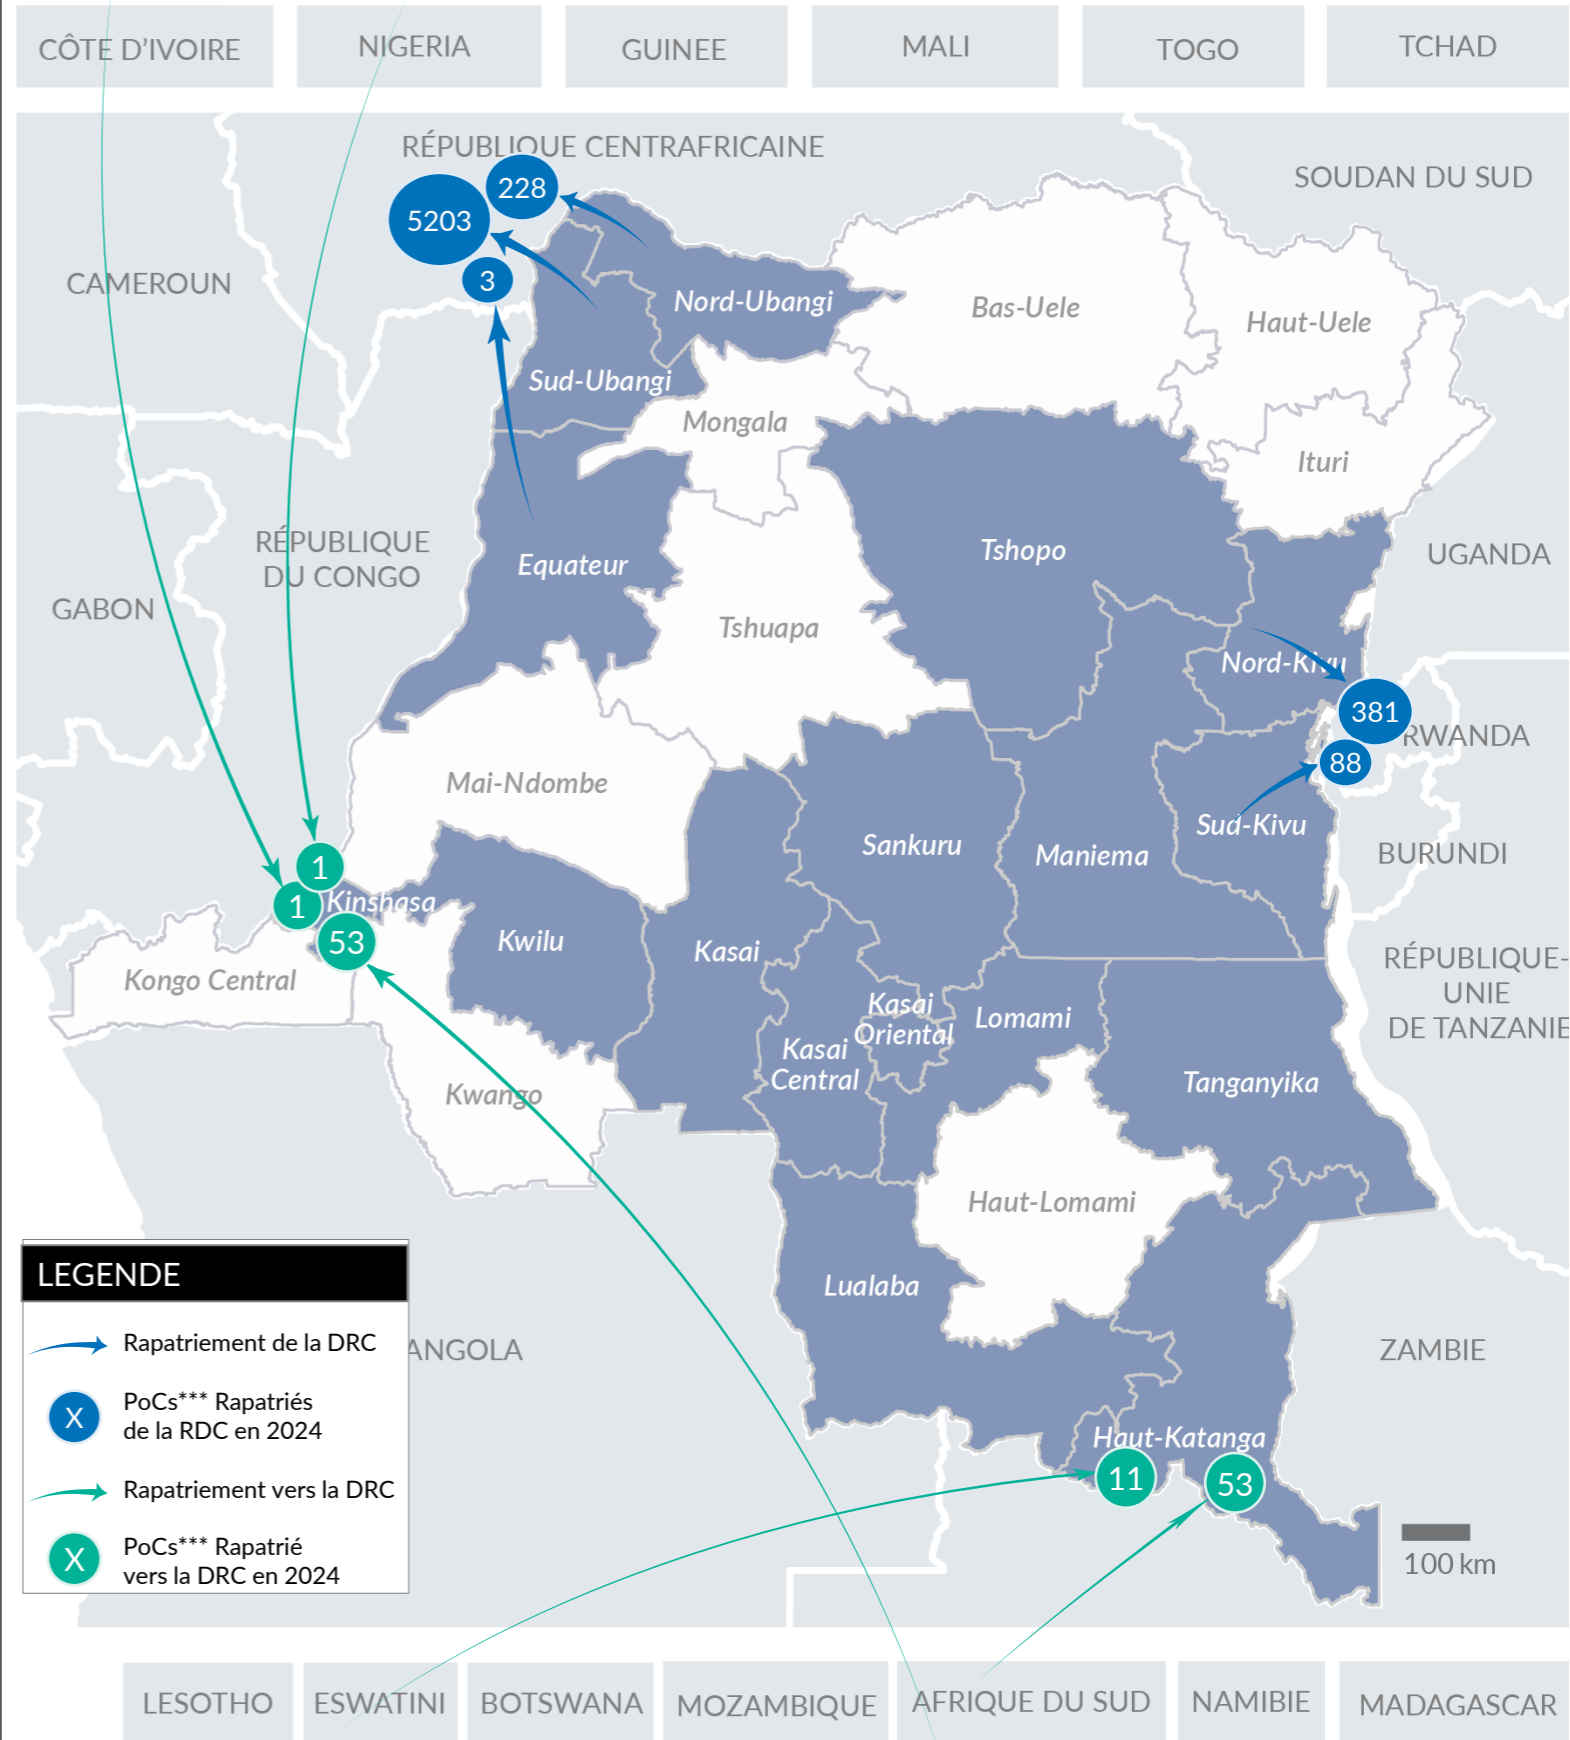 CÔTE D'IVOIRE
NIGERIA
GUINEE
MALI
TOGO
TCHAD
RÉPUBLIQUE CENTRAFRICAINE
SOUDAN DU SUD
228
5203
3
CAMEROUN
Nord-Ubangi
Bas-Uele
Haut-Uele
Sud-Ubangi
Mongala
Ituri
RÉPUBLIQUE
DU CONGO
Equateur
Tshopo
UGANDA
GABON
Tshuapa
Nord-Kivu
381
RWANDA
88
Mai-Ndombe
Sud-Kivu
Sankuru
Maniema
BURUNDI
1
1
Kinshasa
53
Kwilu
Kasai
Kongo Central
RÉPUBLIQUE-
UNIE
DE TANZANIE
Kasai
Oriental
Lomami
Kasai
Central
Tanganyika
Kwango
Haut-Lomami
Lualaba
LEGENDE
Rapatriement de la DRC
X
PoCs*** Rapatriés
de la RDC en 2024
Rapatriement vers la DRC
X
PoCs*** Rapatrié
vers la DRC en 2024
ANGOLA
ZAMBIE
Haut-Katanga
11
53
100 km
LESOTHO
ESWATINI
BOTSWANA
MOZAMBIQUE
AFRIQUE DU SUD
NAMIBIE
MADAGASCAR